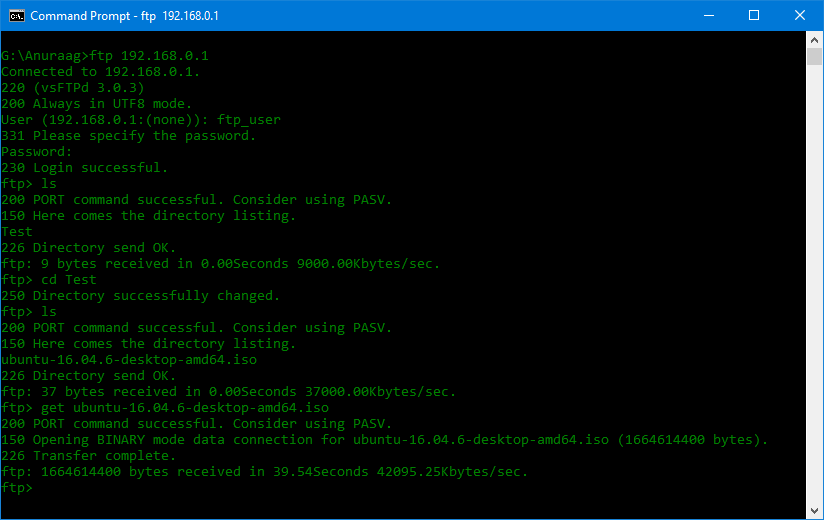 Command Prompt - ftp  192.168.0.1
G:\Anuraag>ftp 192.168.0.1
Connected to 192.168.0.1.
220 (vsFTPd 3.0.3)
200 Always in UTF8 mode.
User (192.168.0.1:(none)): ftp_user
331 Please specify the password.
Password:
230 Login successful.
ftp> ls
200 PORT command successful. Consider using PASV.
150 Here comes the directory listing.
Test
226 Directory send OK.
ftp: 9 bytes received in 0.00Seconds 9000.00Kbytes/sec.
ftp> cd Test
250 Directory successfully changed.
ftp> ls
200 PORT command successful. Consider using PASV.
150 Here comes the directory listing.
ubuntu-16.04.6-desktop-amd64.iso
226 Directory send OK.
ftp: 37 bytes received in 0.00Seconds 37000.00Kbytes/sec.
ftp> get ubuntu-16.04.6-desktop-amd64.iso
200 PORT command successful. Consider using PASV.
150 Opening BINARY mode data connection for ubuntu-16.04.6-desktop-amd64.iso (1664614400 bytes).
226 Transfer complete.
ftp: 1664614400 bytes received in 39.54Seconds 42095.25Kbytes/sec.
ftp>